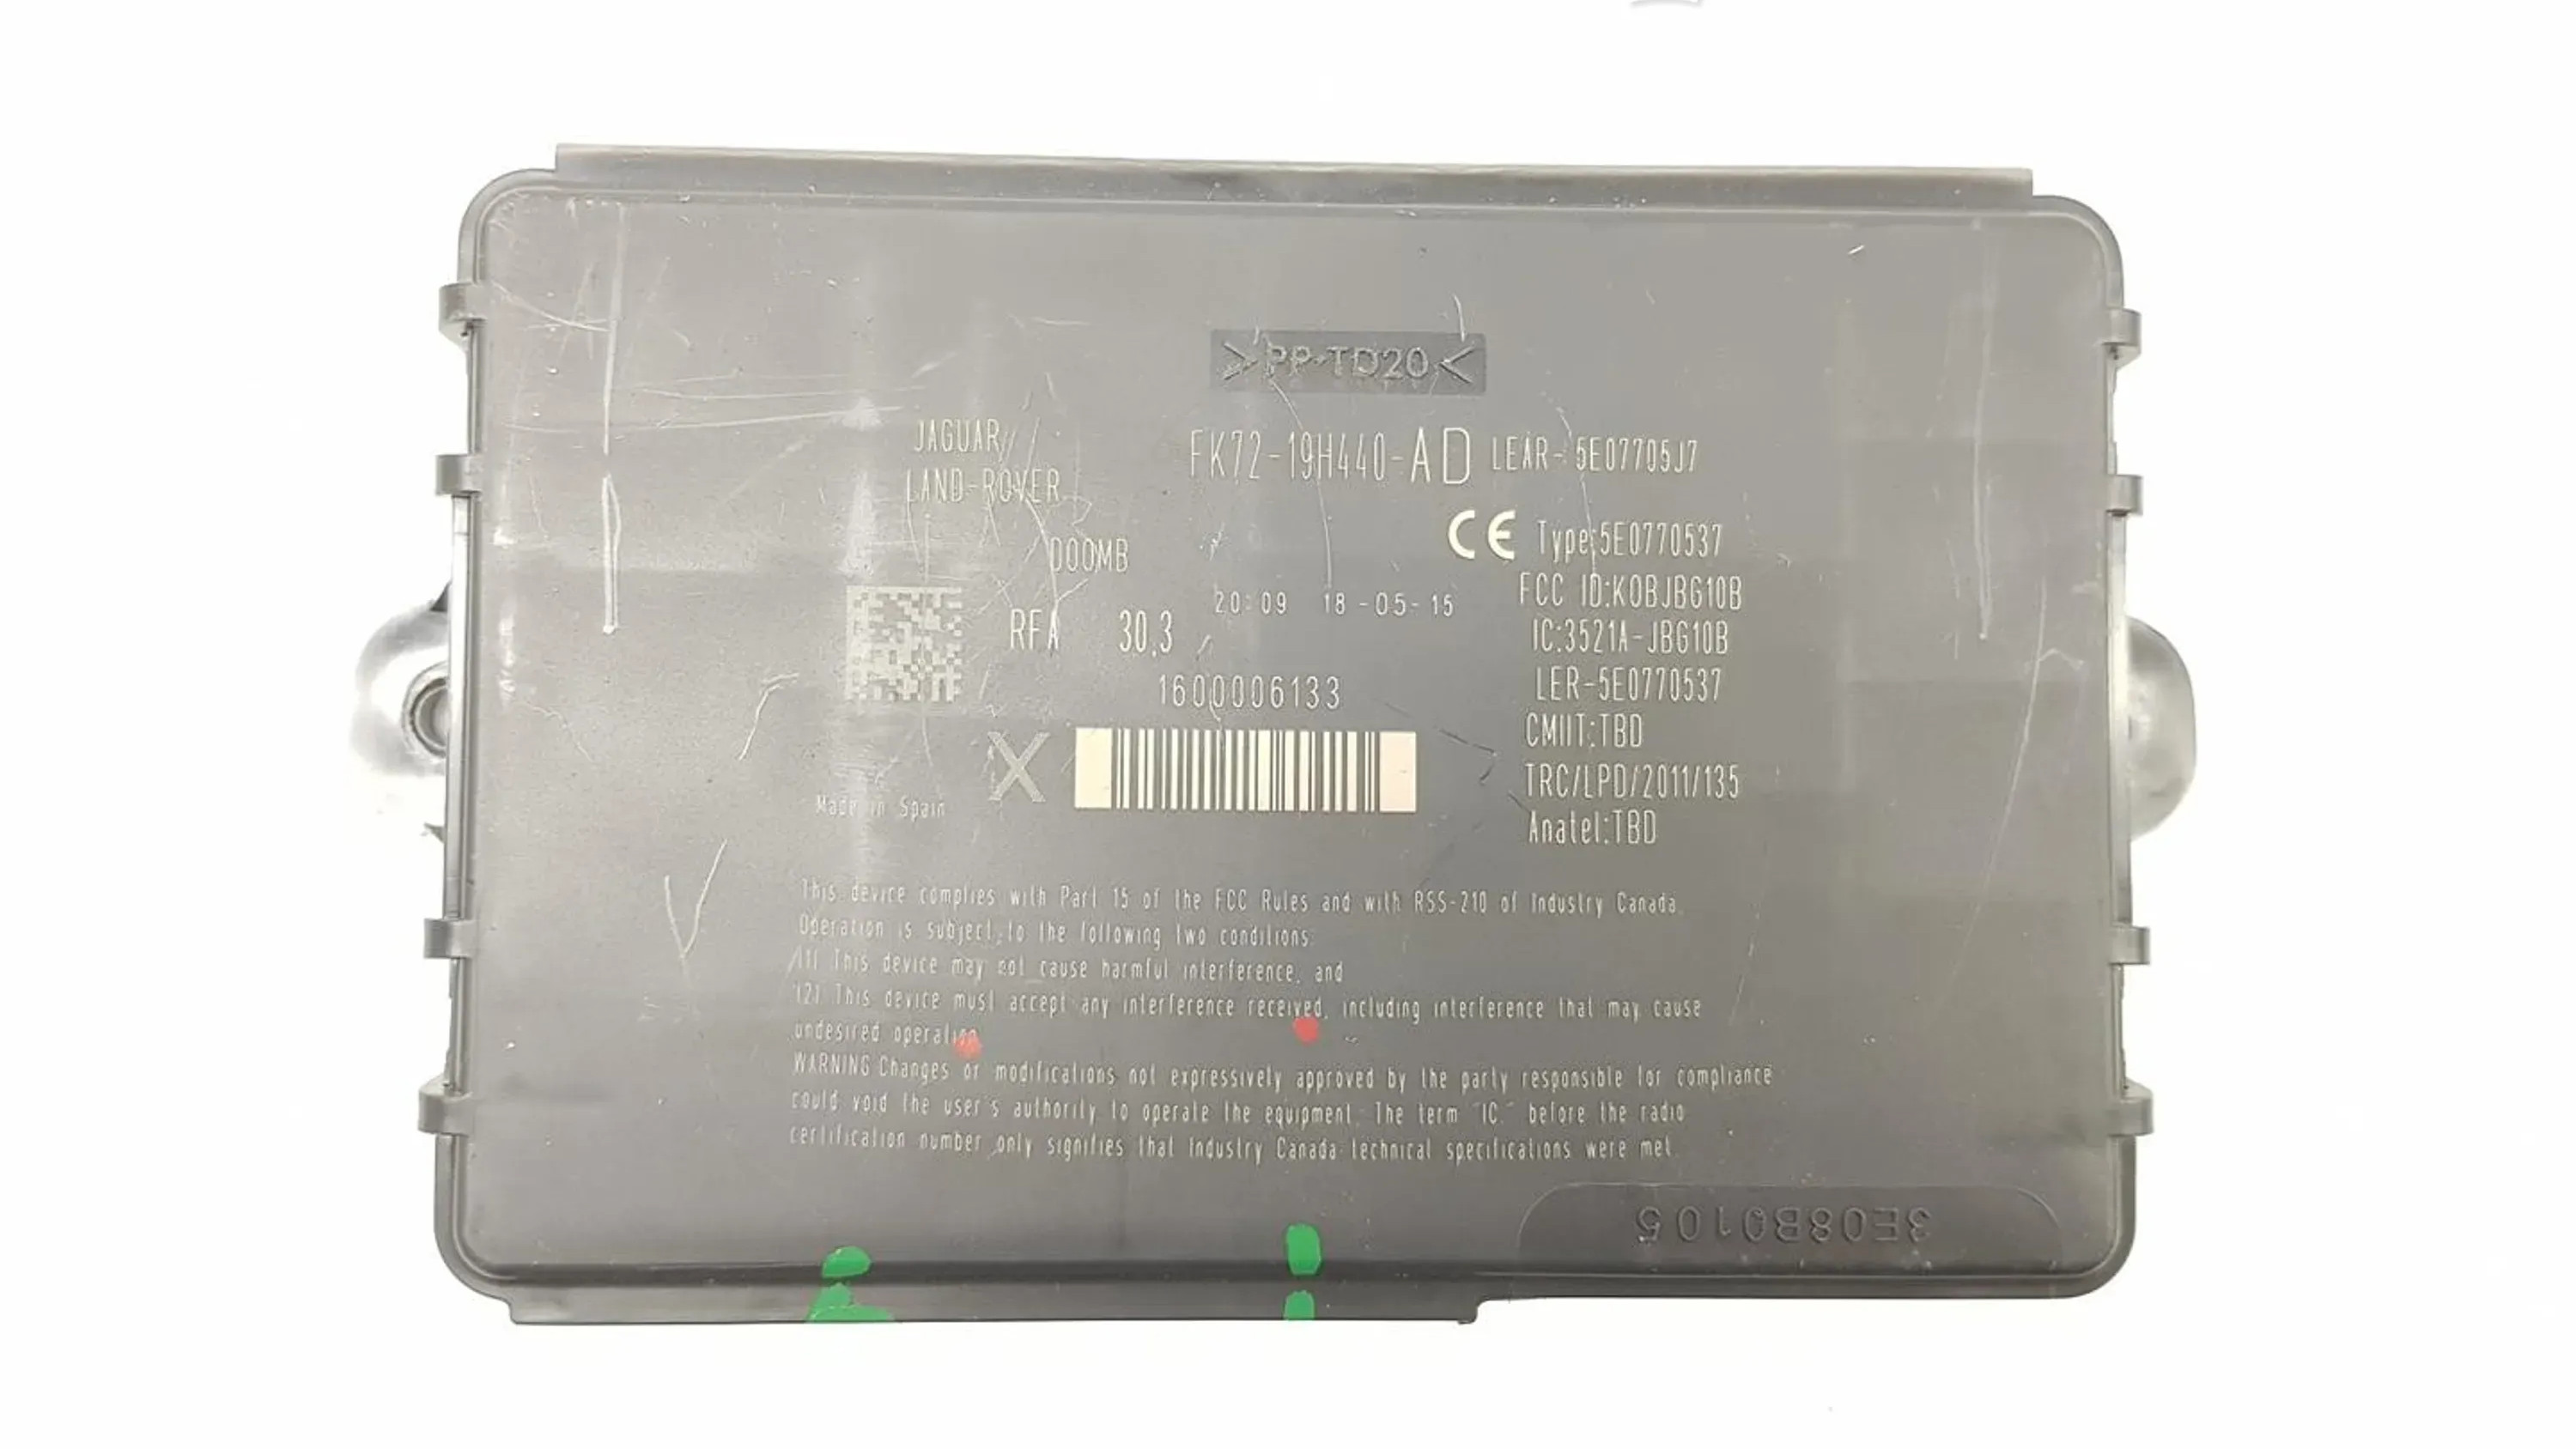 >PP-TD20<
JAGUAR
LAND-ROVER
FK72-19H440-AD LEAR- 5E07705J7
D00MB
CE Type:5E0770537
20:09 18-05-15
FCC ID:KOBJBG10B
RFA 30,3
IC:3521A-JBG10B
1600006133
LER-5E0770537
CMIIT:TBD
X
TRC/LPD/2011/135
Made in Spain
Anatel:TBD
This device complies with Part 15 of the FCC Rules and with RSS-210 of Industry Canada.
Operation is subject to the following two conditions:
(1) This device may not cause harmful interference, and
(2) This device must accept any interference received, including interference that may cause
undesired operation
WARNING Changes or modifications not expressively approved by the party responsible for compliance
could void the user's authority to operate the equipment. The term "IC:" before the radio
certification number only signifies that Industry Canada technical specifications were met.
3E08B0105